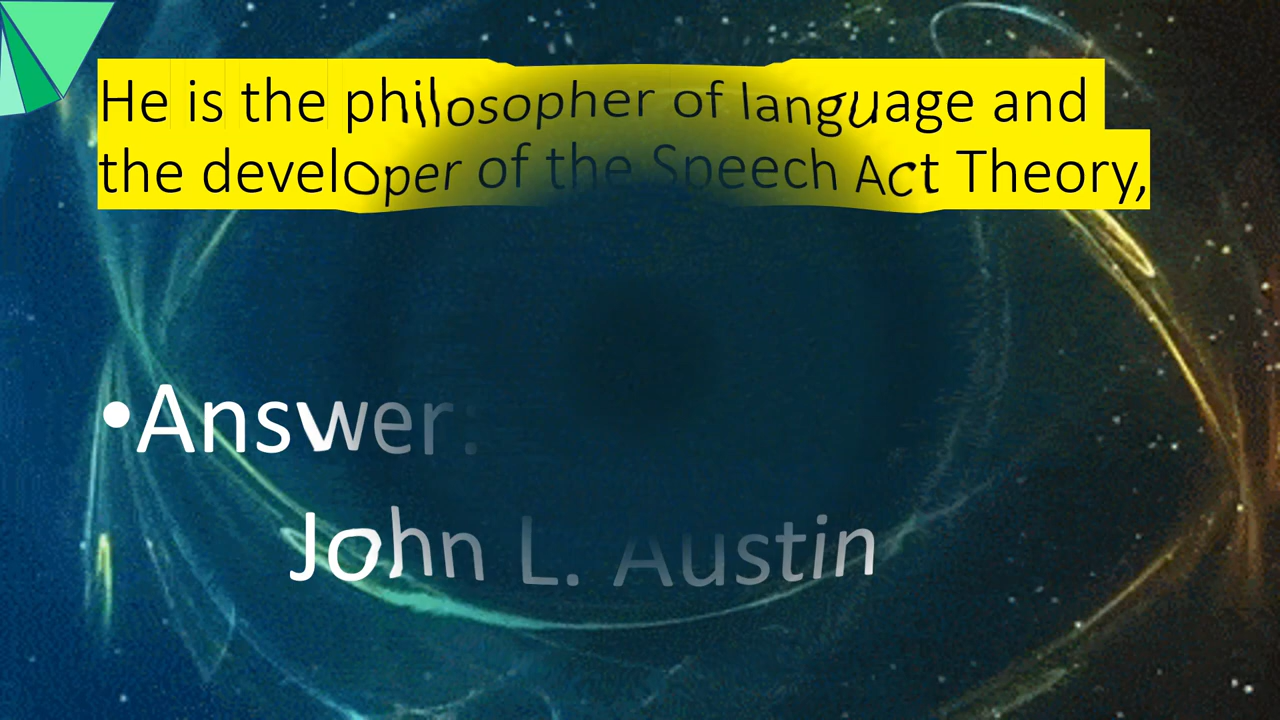 He is the philosopher of language and
the developer of the Speech Act Theory,
•Answer:
John L. Austin